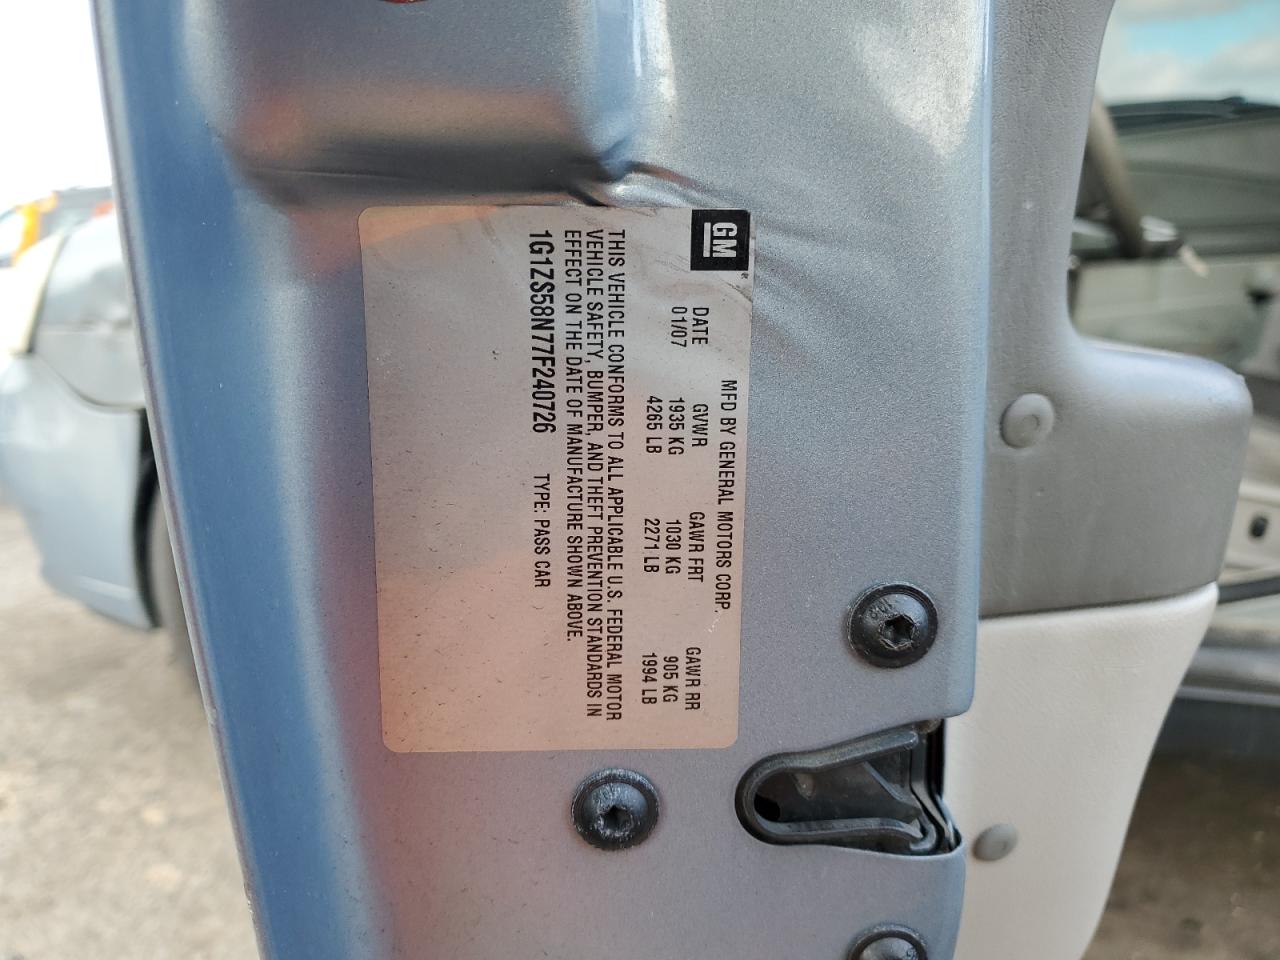 GM
MFD BY GENERAL MOTORS CORP.
DATE GVWR GAWR FRT GAWR RR
01/07 1935 KG 1030 KG 905 KG
4265 LB 2271 LB 1994 LB
THIS VEHICLE CONFORMS TO ALL APPLICABLE U.S. FEDERAL MOTOR
VEHICLE SAFETY, BUMPER, AND THEFT PREVENTION STANDARDS IN
EFFECT ON THE DATE OF MANUFACTURE SHOWN ABOVE.
1G1ZS58N77F240726 TYPE: PASS CAR